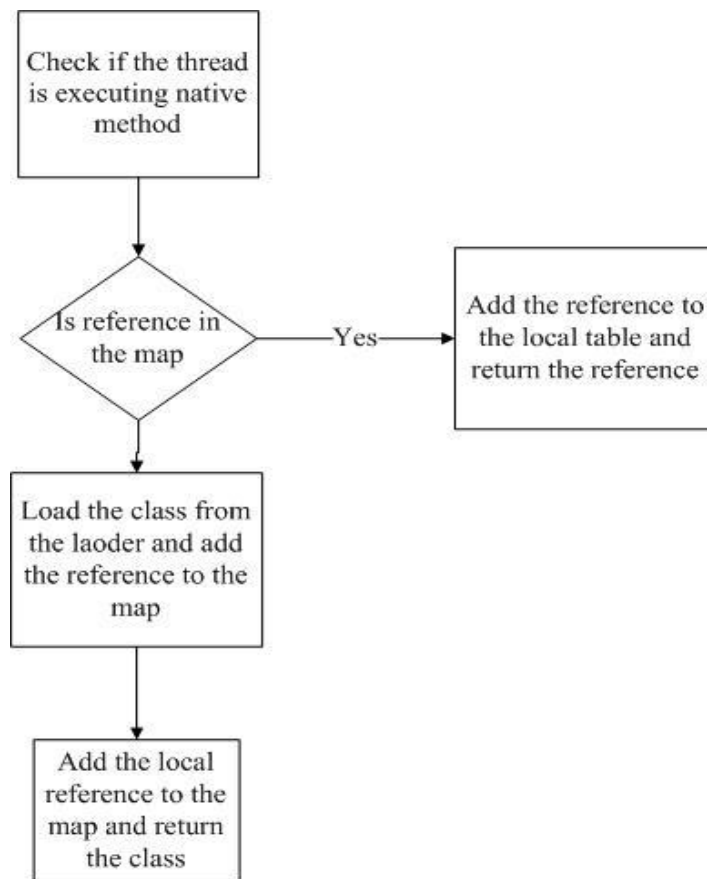 Check if the thread
is executing native
method
Is reference in
the map
Yes
Add the reference to
the local table and
return the reference
Load the class from
the laoder and add
the reference to the
map
Add the local
reference to the
map and return
the class